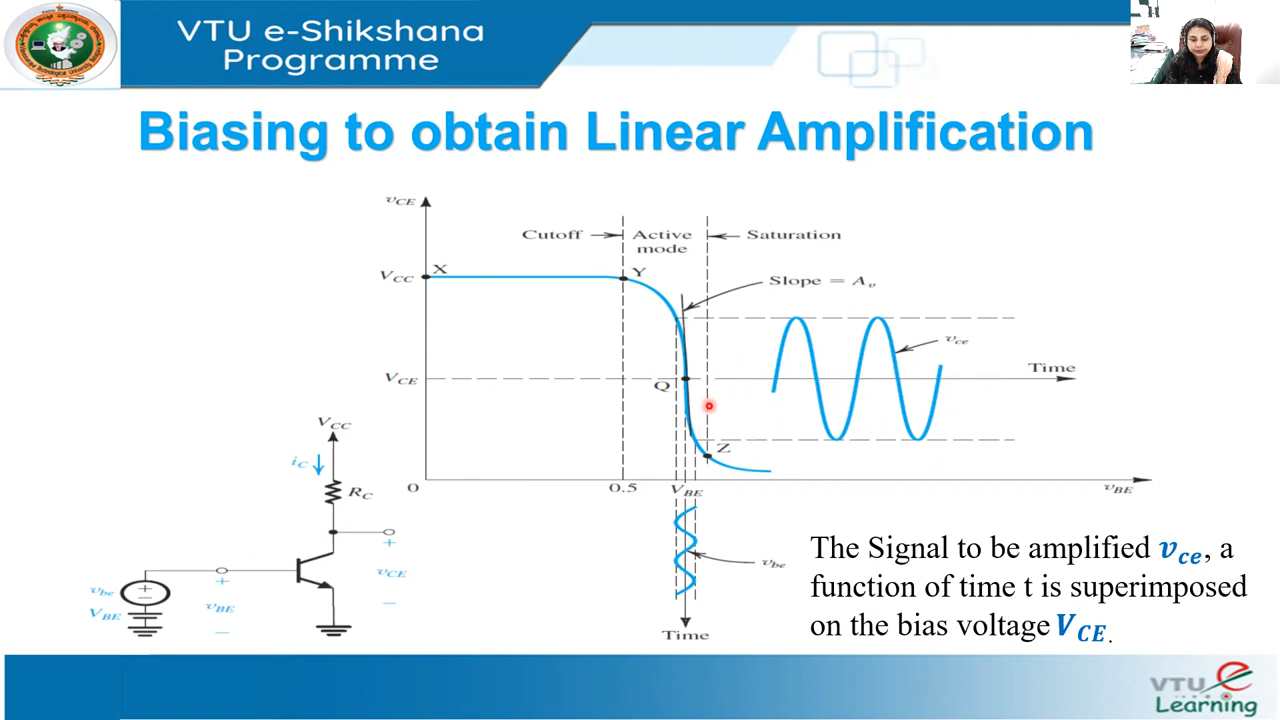 VTU e-Shikshana
Programme
Biasing to obtain Linear Amplification
vCE
Cutoff
Active
mode
Saturation
X
Y
VCC
Slope = Av
vce
VCE
Q
Time
Z
VCC
iC
RC
0
0.5
VBE
vBE
vbe
Time
+
vCE
−
vbe
+
−
VBE
+
vBE
−
The Signal to be amplified vce, a
function of time t is superimposed
on the bias voltage VCE.
VTU e
Learning